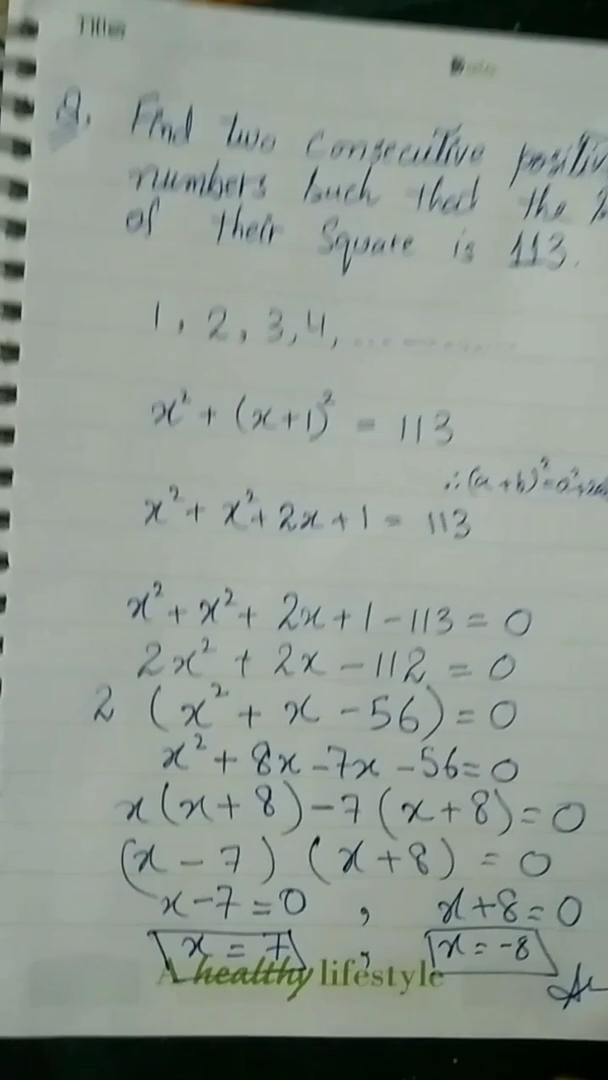 Q. Find two consecutive positiv
numbers such that the
of their Square is 113.
1, 2, 3, 4, ..............
x² + (x+1)² = 113
∴(a+b)²=a²+2ab
x² + x²+ 2x + 1 = 113
x² + x² + 2x + 1 - 113 = 0
2x² + 2x - 112 = 0
2 (x² + x - 56) = 0
x² + 8x - 7x - 56 = 0
x(x+8) - 7(x+8) = 0
(x - 7) (x + 8) = 0
x - 7 = 0 , x + 8 = 0
x = 7 , x = -8
A healthy lifestyle